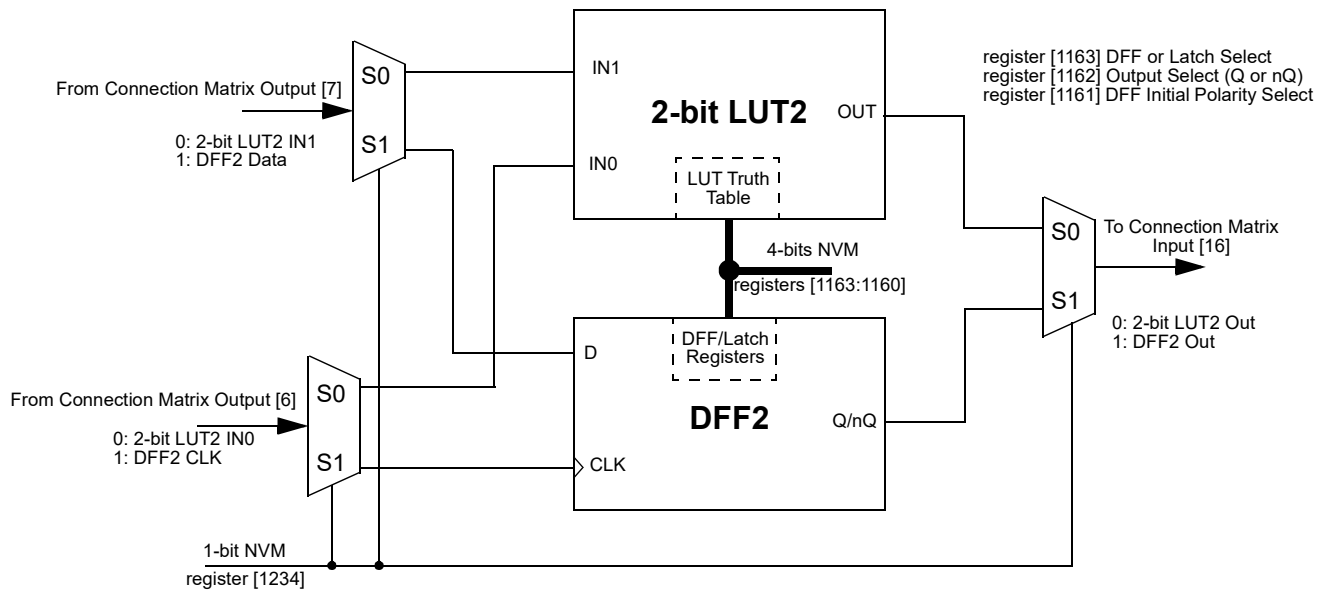 From Connection Matrix Output [7]
0: 2-bit LUT2 IN1
1: DFF2 Data
S0
S1
IN1
IN0
2-bit LUT2
OUT
LUT Truth
Table
register [1163] DFF or Latch Select
register [1162] Output Select (Q or nQ)
register [1161] DFF Initial Polarity Select
4-bits NVM
registers [1163:1160]
S0
S1
To Connection Matrix
Input [16]
0: 2-bit LUT2 Out
1: DFF2 Out
From Connection Matrix Output [6]
0: 2-bit LUT2 IN0
1: DFF2 CLK
S0
S1
D
DFF/Latch
Registers
DFF2
Q/nQ
CLK
1-bit NVM
register [1234]